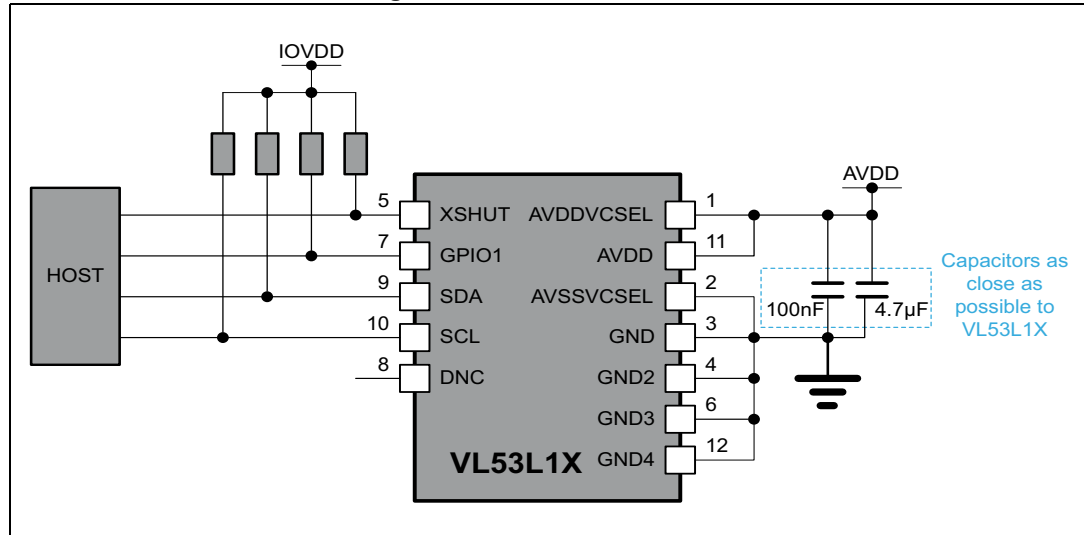 IOVDD
AVDD
HOST
5
XSHUT
7
GPIO1
9
SDA
10
SCL
8
DNC
AVDDVCSEL
1
AVDD
11
AVSSVCSEL
2
GND
3
GND2
4
GND3
6
GND4
12
VL53L1X
100nF
4.7µF
Capacitors as
close as
possible to
VL53L1X